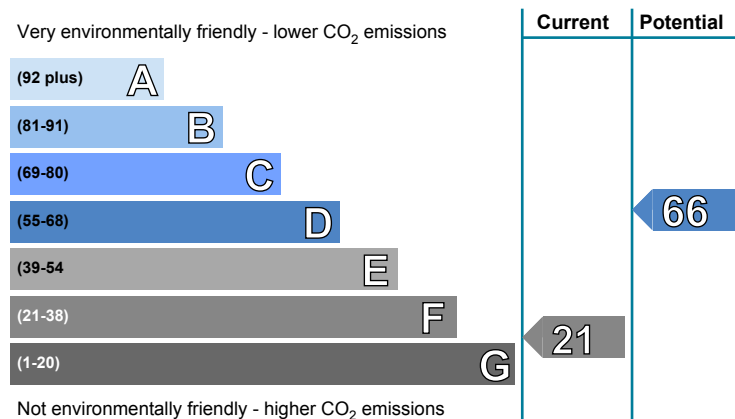 Very environmentally friendly - lower CO₂ emissions
Current
Potential
(92 plus) A
(81-91) B
(69-80) C
(55-68) D
66
(39-54 E
(21-38) F
21
(1-20) G
Not environmentally friendly - higher CO₂ emissions